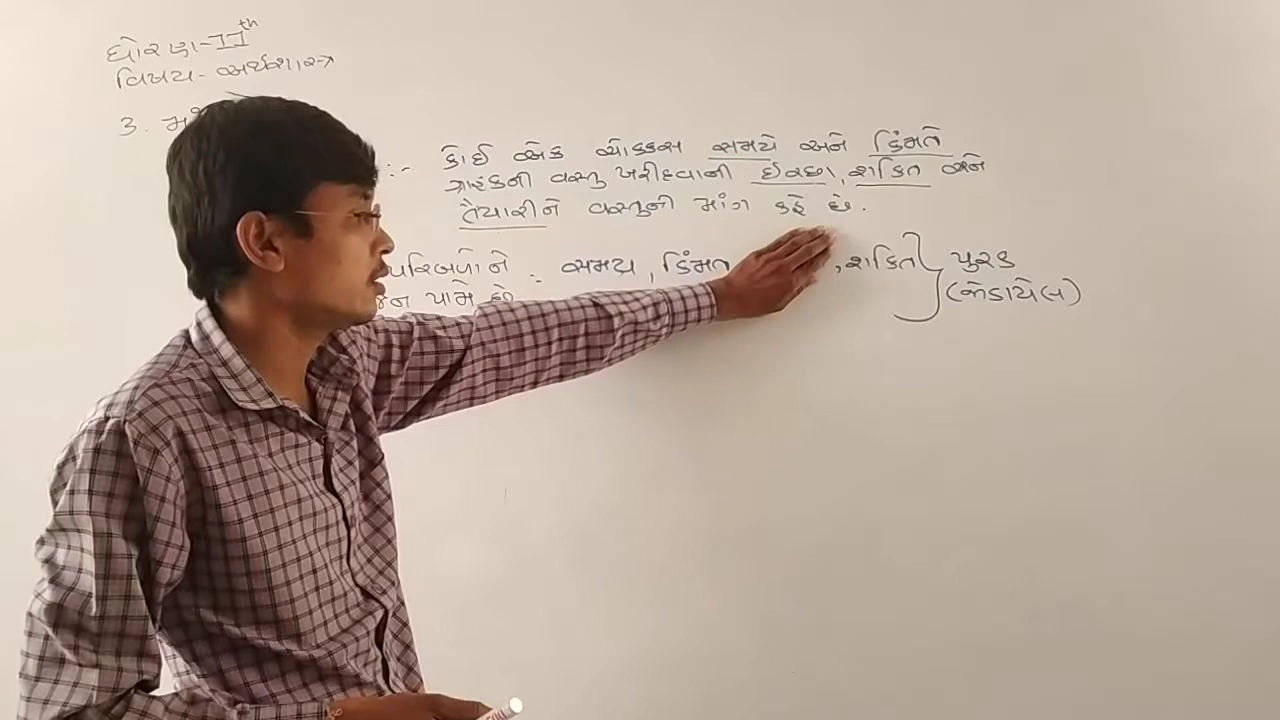 ધોરણ-11th
વિષય- અર્થશાસ્ત્ર
3.
:- કોઈ એક ચોક્કસ સમયે અને કિંમતે
ગ્રાહકની વસ્તુ ખરીદવાની ઈચ્છા, શક્તિ અને
તૈયારીને વસ્તુની માંગ કહે છે.
પરિબળોને : સમય, કિંમત , શક્તિ } પુરક
પામે છે (જોડાયેલ)